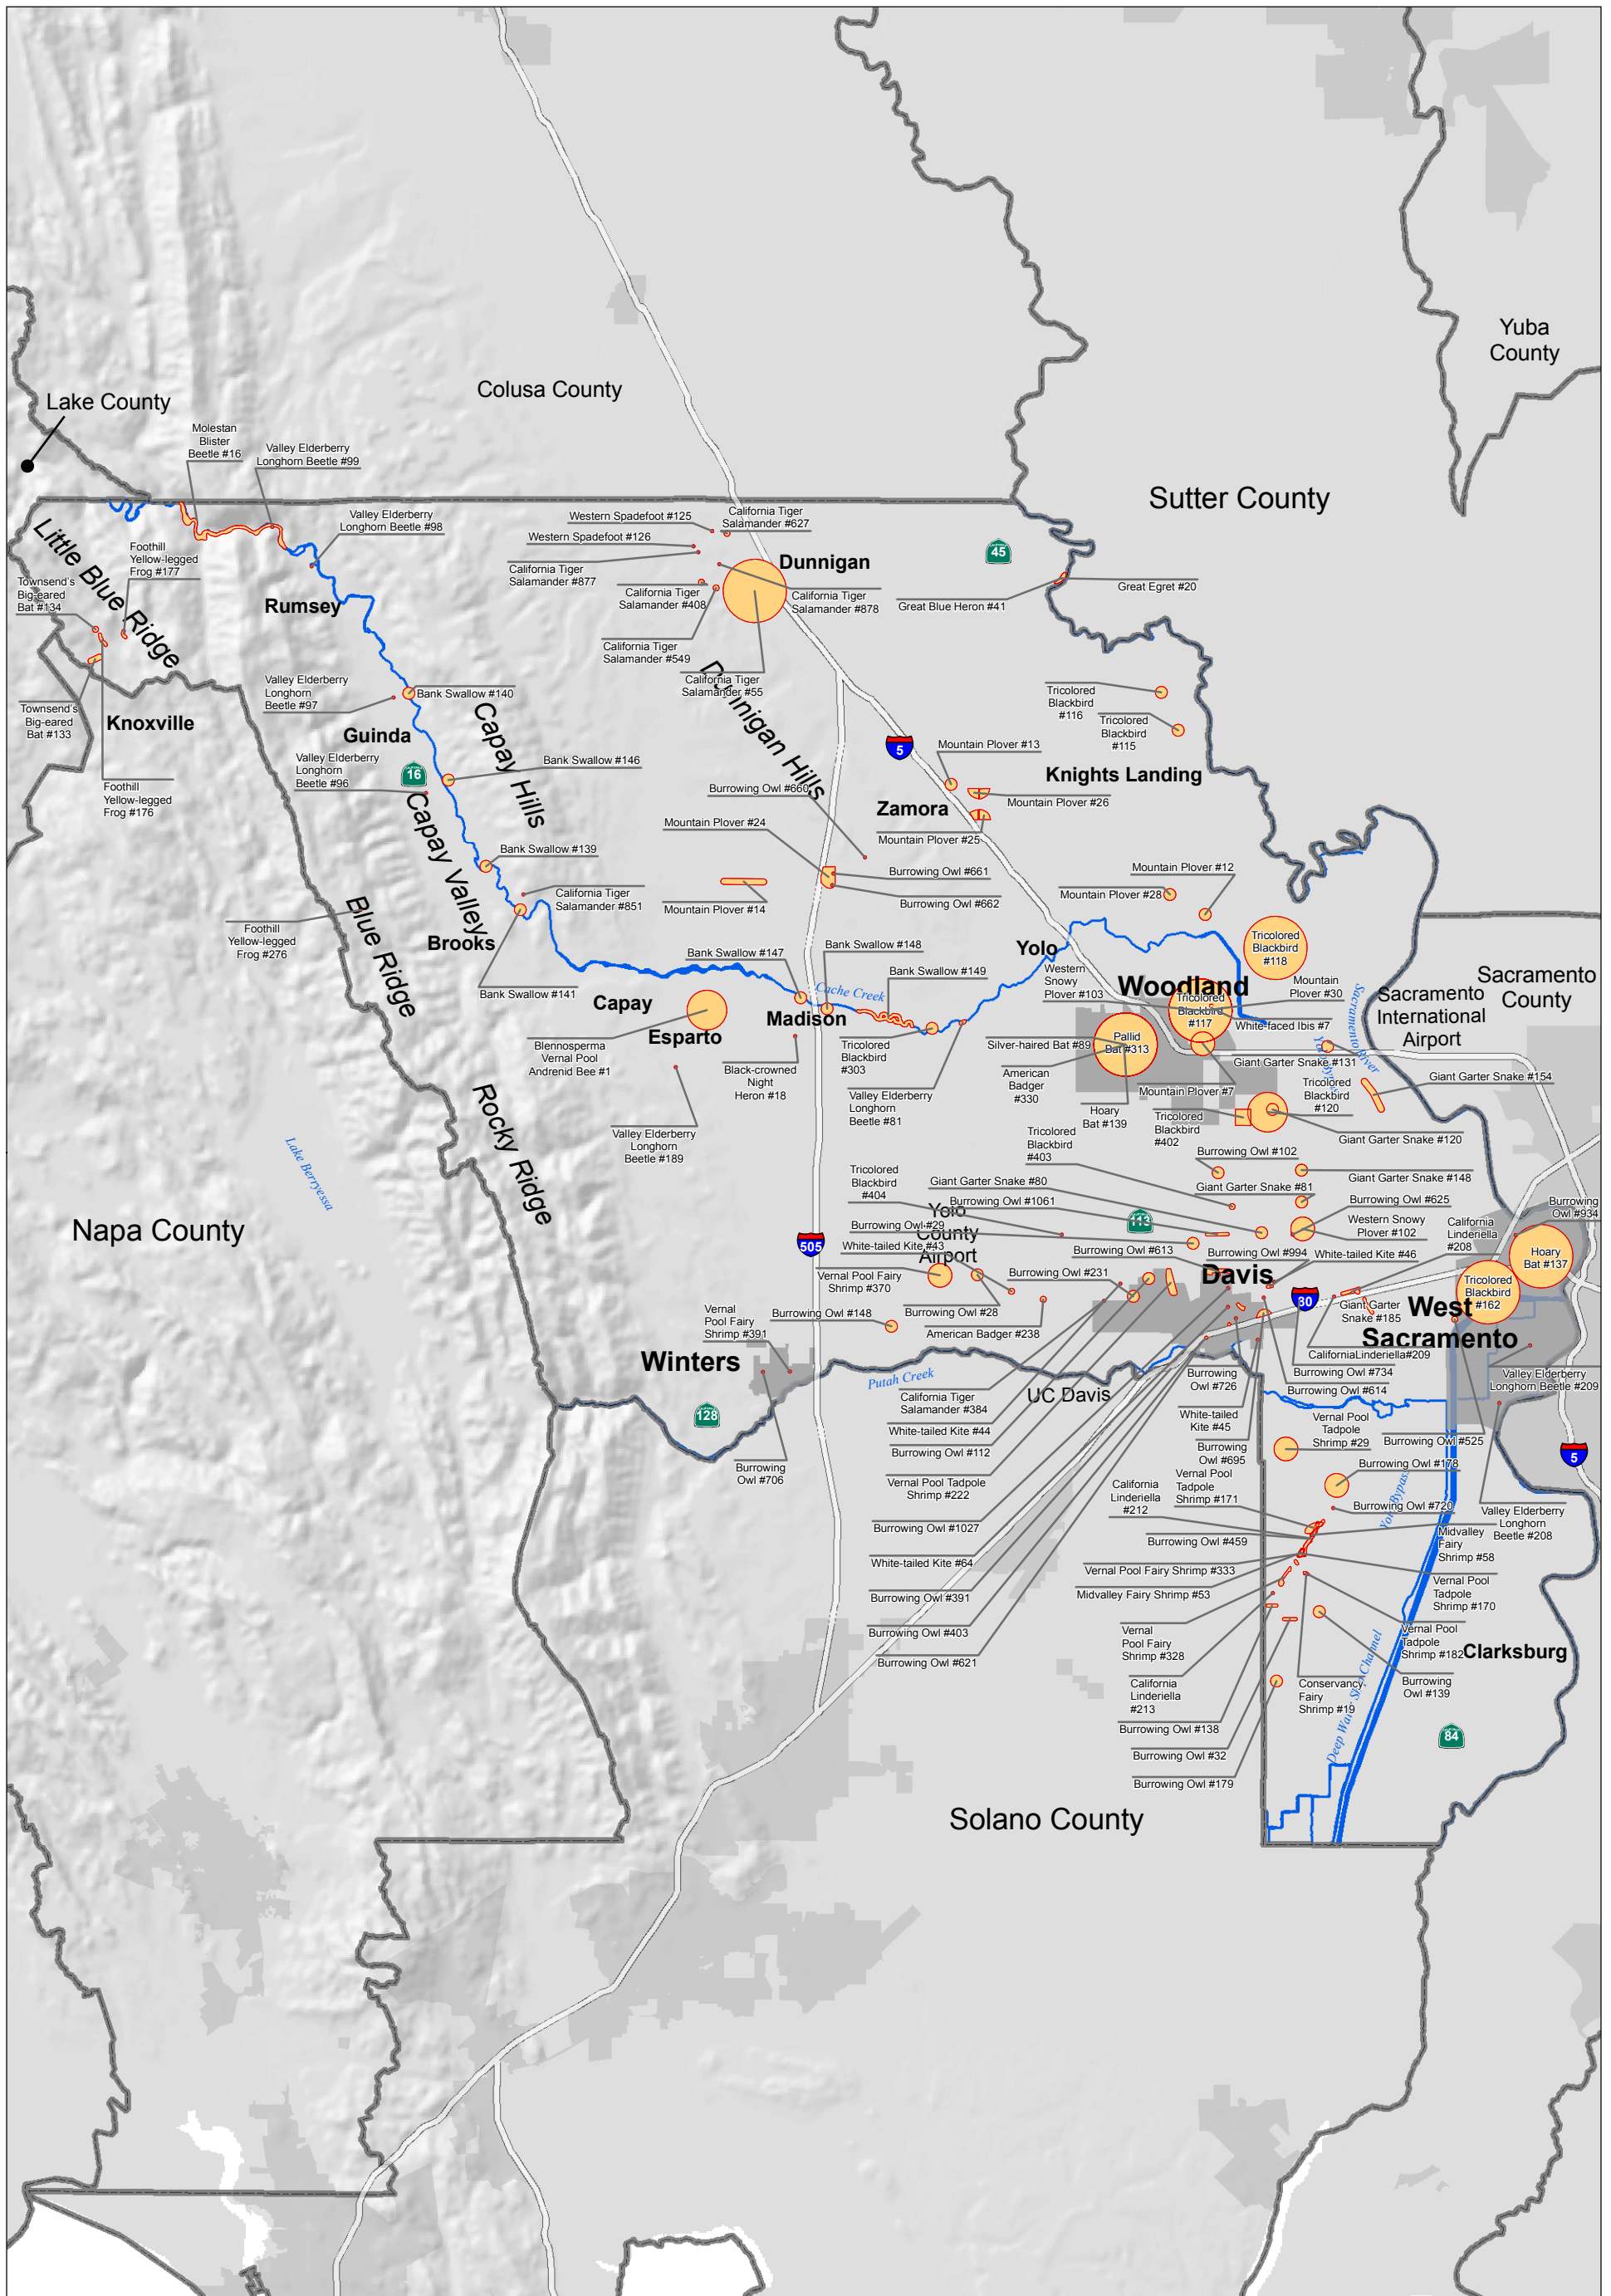 Yuba
County
Colusa County
Lake County
Molestan
Blister
Beetle #16
Valley Elderberry
Longhorn Beetle #99
Sutter County
Valley Elderberry
Longhorn Beetle #98
Western Spadefoot #125
California Tiger
Salamander #627
Little Blue Ridge
Western Spadefoot #126
Foothill
Yellow-legged
Frog #177
Dunnigan
45
California Tiger
Salamander #877
Townsend's
Big-eared
Bat #134
Great Egret #20
California Tiger
Salamander #408
California Tiger
Salamander #878
Great Blue Heron #41
Rumsey
California Tiger
Salamander #549
California Tiger
Salamander #55
Valley Elderberry
Longhorn
Beetle #97
Bank Swallow #140
Tricolored
Blackbird
#116
Townsend's
Big-eared
Bat #133
Knoxville
Tricolored
Blackbird
#115
Guinda
Capay Hills
Dunnigan Hills
5
Mountain Plover #13
Valley Elderberry
Longhorn
Beetle #96
16
Bank Swallow #146
Knights Landing
Foothill
Yellow-legged
Frog #176
Burrowing Owl #660
Zamora
Mountain Plover #26
Mountain Plover #24
Mountain Plover #25
Capay Valley
Bank Swallow #139
Mountain Plover #12
Burrowing Owl #661
California Tiger
Salamander #851
Mountain Plover #28
Mountain Plover #14
Burrowing Owl #662
Foothill
Yellow-legged
Frog #276
Blue Ridge
Brooks
Bank Swallow #147
Bank Swallow #148
Yolo
Tricolored
Blackbird
#118
Bank Swallow #149
Western
Snowy
Plover #103
Woodland
Mountain
Plover #30
Sacramento
County
Bank Swallow #141
Capay
Cache Creek
Tricolored
Blackbird
#117
Sacramento
International
Airport
Sacramento River
Madison
White-faced Ibis #7
Esparto
Pallid
Bat #313
Silver-haired Bat #89
Blennosperma
Vernal Pool
Andrenid Bee #1
Tricolored
Blackbird
#303
Giant Garter Snake #131
Black-crowned
Night
Heron #18
American
Badger
#330
Tricolored
Blackbird
#120
Giant Garter Snake #154
Mountain Plover #7
Valley Elderberry
Longhorn
Beetle #81
Hoary
Bat #139
Tricolored
Blackbird
#402
Rocky Ridge
Valley Elderberry
Longhorn
Beetle #189
Tricolored
Blackbird
#403
Giant Garter Snake #120
Lake Berryessa
Burrowing Owl #102
Tricolored
Blackbird
#404
Giant Garter Snake #80
Giant Garter Snake #148
Giant Garter Snake #81
Napa County
Burrowing Owl #1061
Burrowing Owl #625
Burrowing
Owl #934
Yolo
County
Airport
113
Burrowing Owl #29
Western Snowy
Plover #102
California
Linderiella
#208
505
White-tailed Kite #43
Burrowing Owl #613
Burrowing Owl #994
White-tailed Kite #46
Hoary
Bat #137
Vernal Pool Fairy
Shrimp #370
Burrowing Owl #231
Davis
Tricolored
Blackbird
#162
80
Burrowing Owl #148
Burrowing Owl #28
Giant Garter
Snake #185
West
Sacramento
Vernal
Pool Fairy
Shrimp #391
American Badger #238
CaliforniaLinderiella#209
Winters
Putah Creek
Burrowing
Owl #726
Burrowing Owl #734
Valley Elderberry
Longhorn Beetle #209
UC Davis
Burrowing Owl #614
California Tiger
Salamander #384
128
White-tailed
Kite #45
Vernal Pool
Tadpole
Shrimp #29
White-tailed Kite #44
Burrowing Owl #525
Burrowing Owl #112
Burrowing
Owl #695
5
Burrowing
Owl #706
Burrowing Owl #178
Vernal Pool Tadpole
Shrimp #222
Vernal Pool
Tadpole
Shrimp #171
California
Linderiella
#212
Burrowing Owl #720
Valley Elderberry
Longhorn
Beetle #208
Burrowing Owl #1027
Burrowing Owl #459
Midvalley
Fairy
Shrimp #58
White-tailed Kite #64
Vernal Pool Fairy Shrimp #333
Vernal Pool
Tadpole
Shrimp #170
Burrowing Owl #391
Midvalley Fairy Shrimp #53
Burrowing Owl #403
Vernal
Pool Fairy
Shrimp #328
Vernal Pool
Tadpole
Shrimp #182
Clarksburg
Burrowing Owl #621
California
Linderiella
#213
Conservancy
Fairy
Shrimp #19
Burrowing
Owl #139
Burrowing Owl #138
84
Burrowing Owl #32
Deep Water Ship Channel
Burrowing Owl #179
Solano County